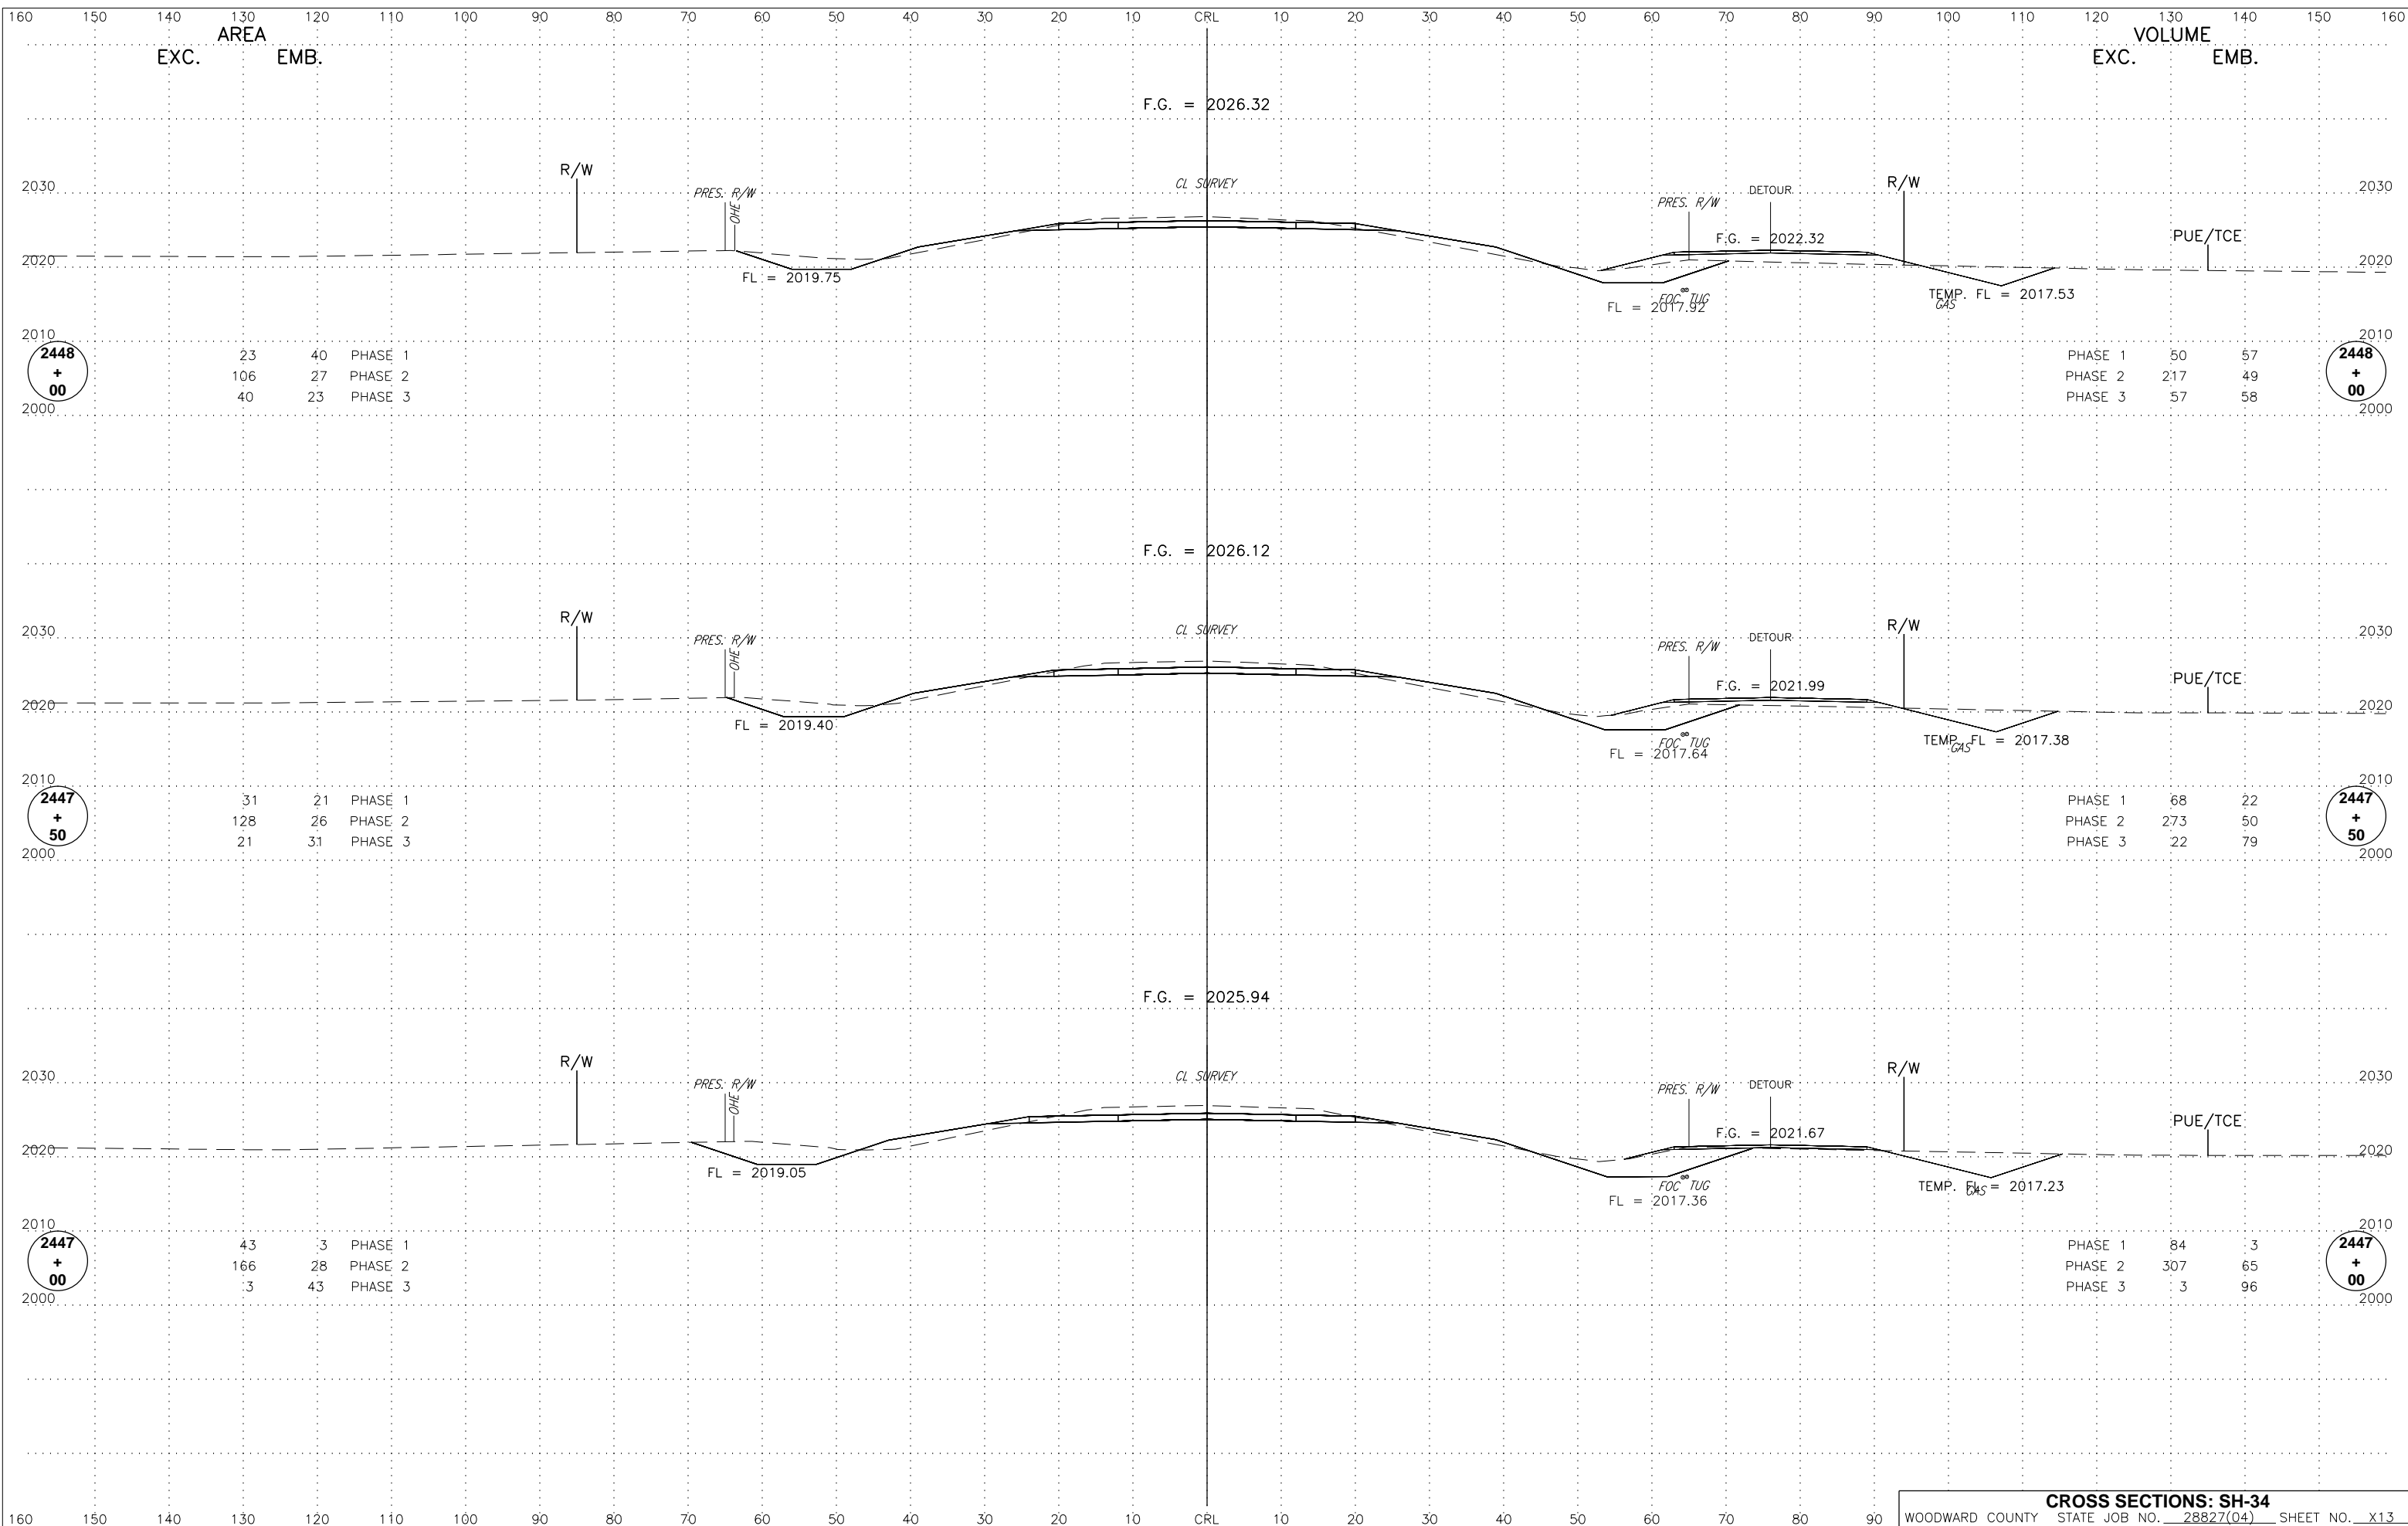 160 150 140 130 120 110 100 90 80 70 60 50 40 30 20 10 CRL 10 20 30 40 50 60 70 80 90 100 110 120 130 140 150 160
AREA VOLUME
EXC. EMB. EXC. EMB.
F.G. = 2026.32
R/W
R/W
2030 PRES. R/W CL SURVEY DETOUR 2030
OHE PRES. R/W
F.G. = 2022.32 PUE/TCE
2020 2020
FL = 2019.75
FOC TUG TEMP. FL = 2017.53
FL = 2017.92 GAS
2010 2010
2448 + 00 23 40 PHASE 1 PHASE 1 50 57 2448 + 00
106 27 PHASE 2 PHASE 2 217 49
40 23 PHASE 3 PHASE 3 57 58
2000 2000
F.G. = 2026.12
R/W
R/W
2030 PRES. R/W CL SURVEY DETOUR 2030
OHE PRES. R/W
F.G. = 2021.99 PUE/TCE
2020 2020
FL = 2019.40
FOC TUG TEMP. FL = 2017.38
FL = 2017.64 GAS
2010 2010
2447 + 50 31 21 PHASE 1 PHASE 1 68 22 2447 + 50
128 26 PHASE 2 PHASE 2 273 50
21 31 PHASE 3 PHASE 3 22 79
2000 2000
F.G. = 2025.94
R/W
R/W
2030 PRES. R/W CL SURVEY DETOUR 2030
OHE PRES. R/W
F.G. = 2021.67 PUE/TCE
2020 2020
FL = 2019.05
FOC TUG TEMP. FL = 2017.23
FL = 2017.36 GAS
2010 2010
2447 + 00 43 3 PHASE 1 PHASE 1 84 3 2447 + 00
166 28 PHASE 2 PHASE 2 307 65
3 43 PHASE 3 PHASE 3 3 96
2000 2000
CROSS SECTIONS: SH-34
160 150 140 130 120 110 100 90 80 70 60 50 40 30 20 10 CRL 10 20 30 40 50 60 70 80 90 WOODWARD COUNTY STATE JOB NO. 28827(04) SHEET NO. X13